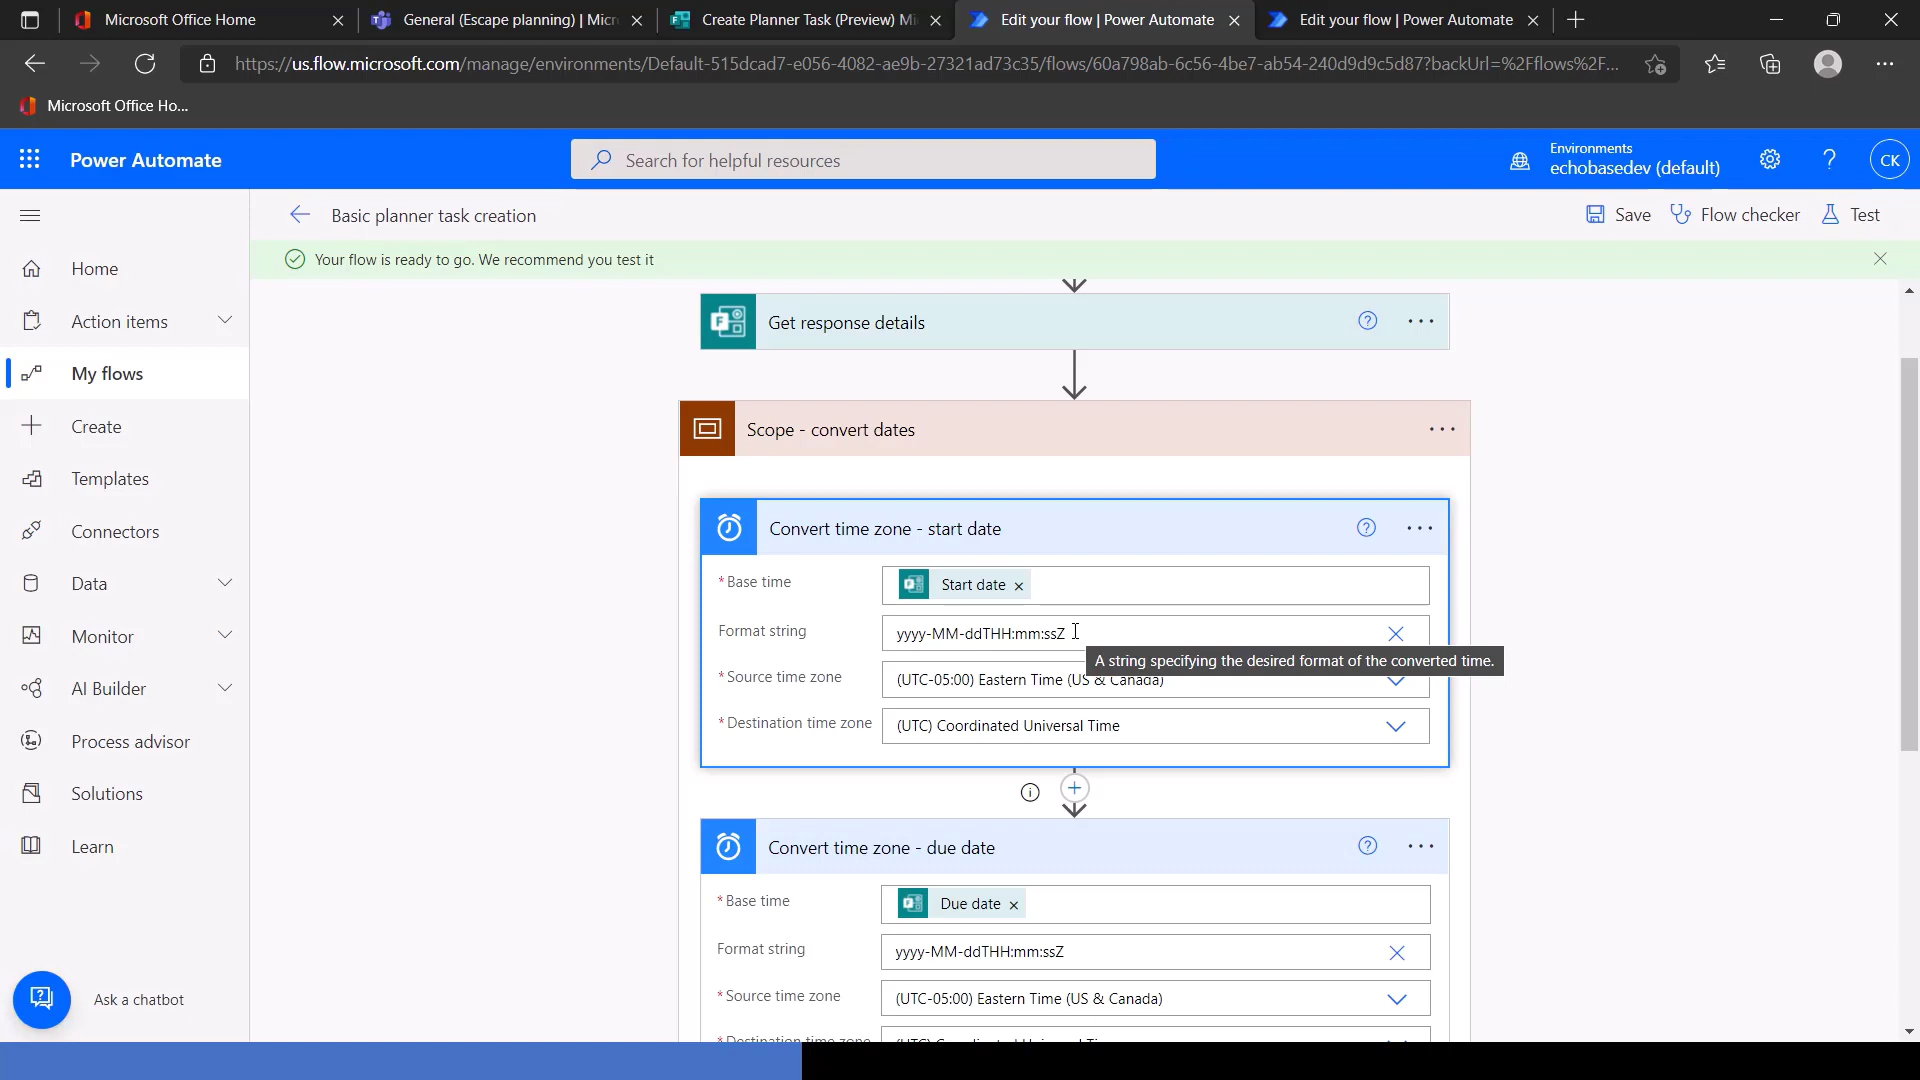 Microsoft Office Home
General (Escape planning) | Micr
Create Planner Task (Preview) Mi
Edit your flow | Power Automate
Edit your flow | Power Automate
https://us.flow.microsoft.com/manage/environments/Default-515dcad7-e056-4082-ae9b-27321ad73c35/flows/60a798ab-6c56-4be7-ab54-240d9d9c5d87?backUrl=%2Fflows%2F...
Microsoft Office Ho...
Power Automate
Search for helpful resources
Environments
echobasedev (default)
?
CK
Basic planner task creation
Save
Flow checker
Test
Your flow is ready to go. We recommend you test it
Home
Action items
My flows
Create
Templates
Connectors
Data
Monitor
AI Builder
Process advisor
Solutions
Learn
Ask a chatbot
Get response details
Scope - convert dates
Convert time zone - start date
* Base time
Start date
Format string
yyyy-MM-ddTHH:mm:ssZ
A string specifying the desired format of the converted time.
* Source time zone
(UTC-05:00) Eastern Time (US & Canada)
* Destination time zone
(UTC) Coordinated Universal Time
Convert time zone - due date
* Base time
Due date
Format string
yyyy-MM-ddTHH:mm:ssZ
* Source time zone
(UTC-05:00) Eastern Time (US & Canada)
* Destination time zone